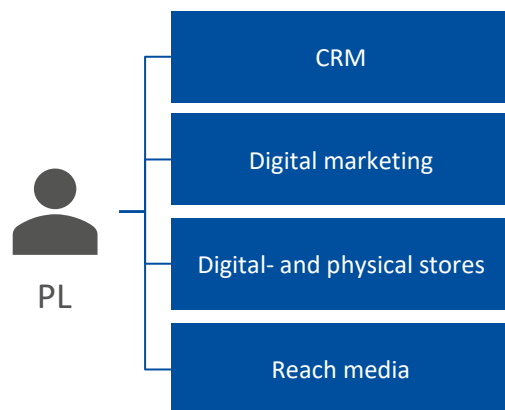 CRM
Digital marketing
Digital- and physical stores
PL
Reach media